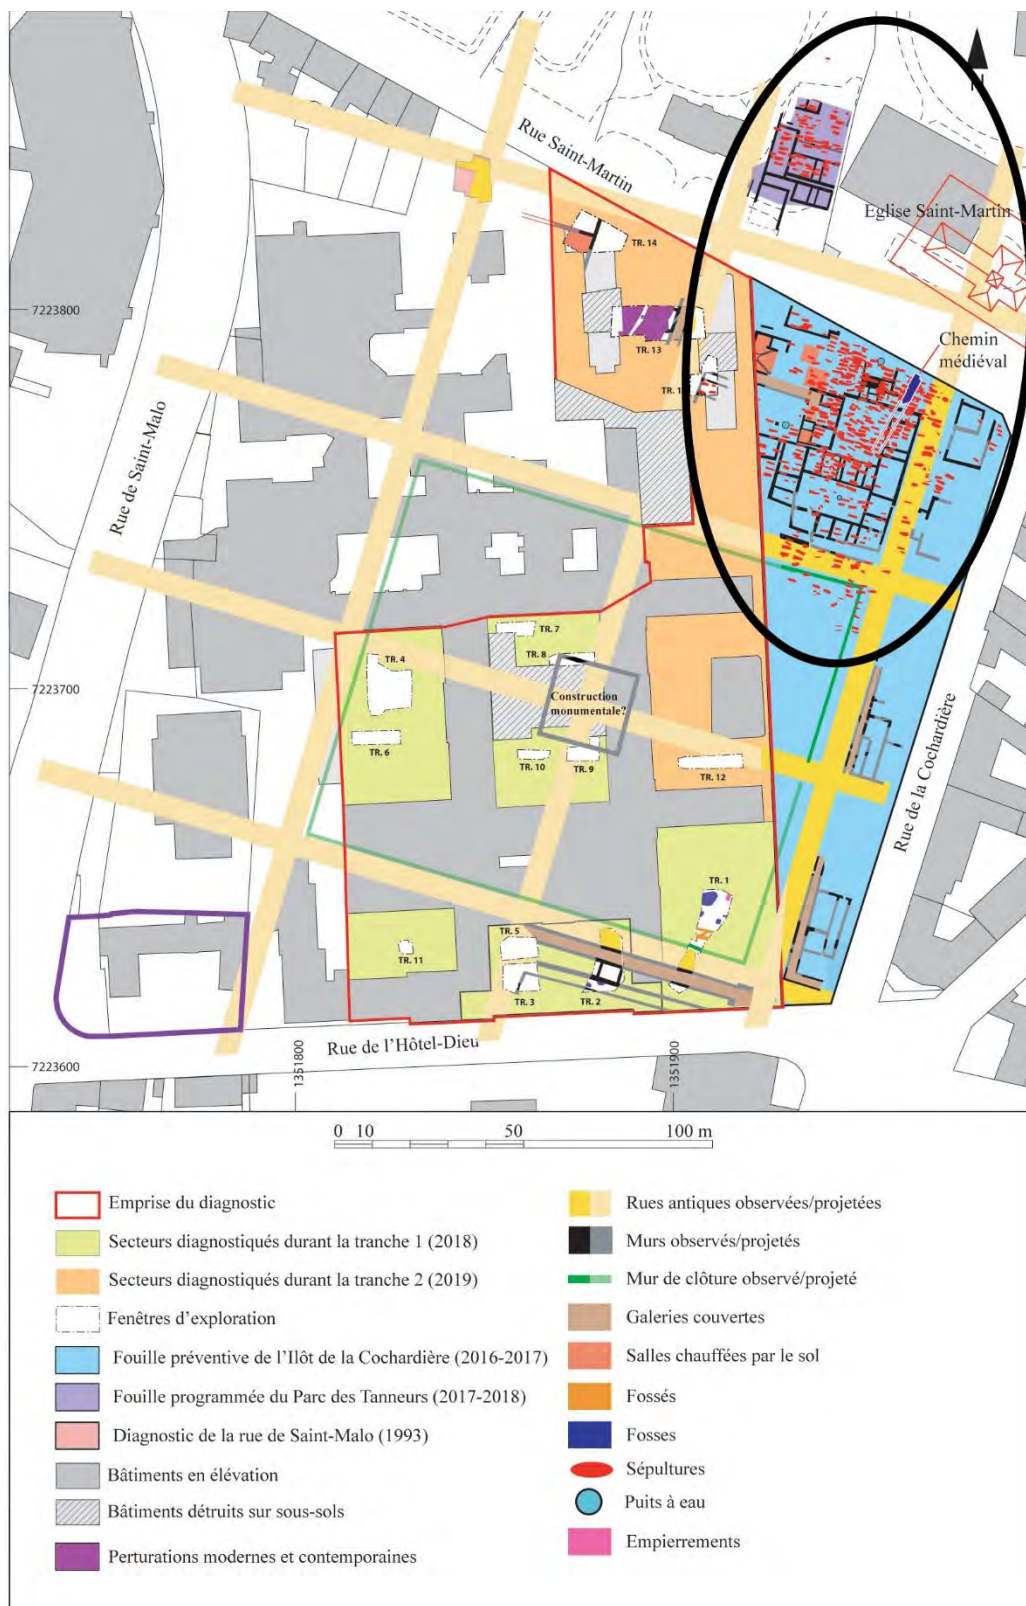 N
Rue Saint-Martin
Eglise Saint-Martin
TR. 14
7223800
TR. 13
Chemin
médiéval
Rue de Saint-Malo
TR. 7
TR. 8
TR. 4
7223700
Construction
monumentale?
TR. 6
TR. 10
TR. 9
TR. 12
Rue de la Cochardière
TR. 1
TR. 5
TR. 11
TR. 3
TR. 2
Rue de l'Hôtel-Dieu
7223600
1351800
1351900
0 10 50 100 m
Emprise du diagnostic
Secteurs diagnostiqués durant la tranche 1 (2018)
Secteurs diagnostiqués durant la tranche 2 (2019)
Fenêtres d'exploration
Fouille préventive de l'Ilôt de la Cochardière (2016-2017)
Fouille programmée du Parc des Tanneurs (2017-2018)
Diagnostic de la rue de Saint-Malo (1993)
Bâtiments en élévation
Bâtiments détruits sur sous-sols
Perturations modernes et contemporaines
Rues antiques observées/projetées
Murs observés/projetés
Mur de clôture observé/projeté
Galeries couvertes
Salles chauffées par le sol
Fossés
Fosses
Sépultures
Puits à eau
Empierrements